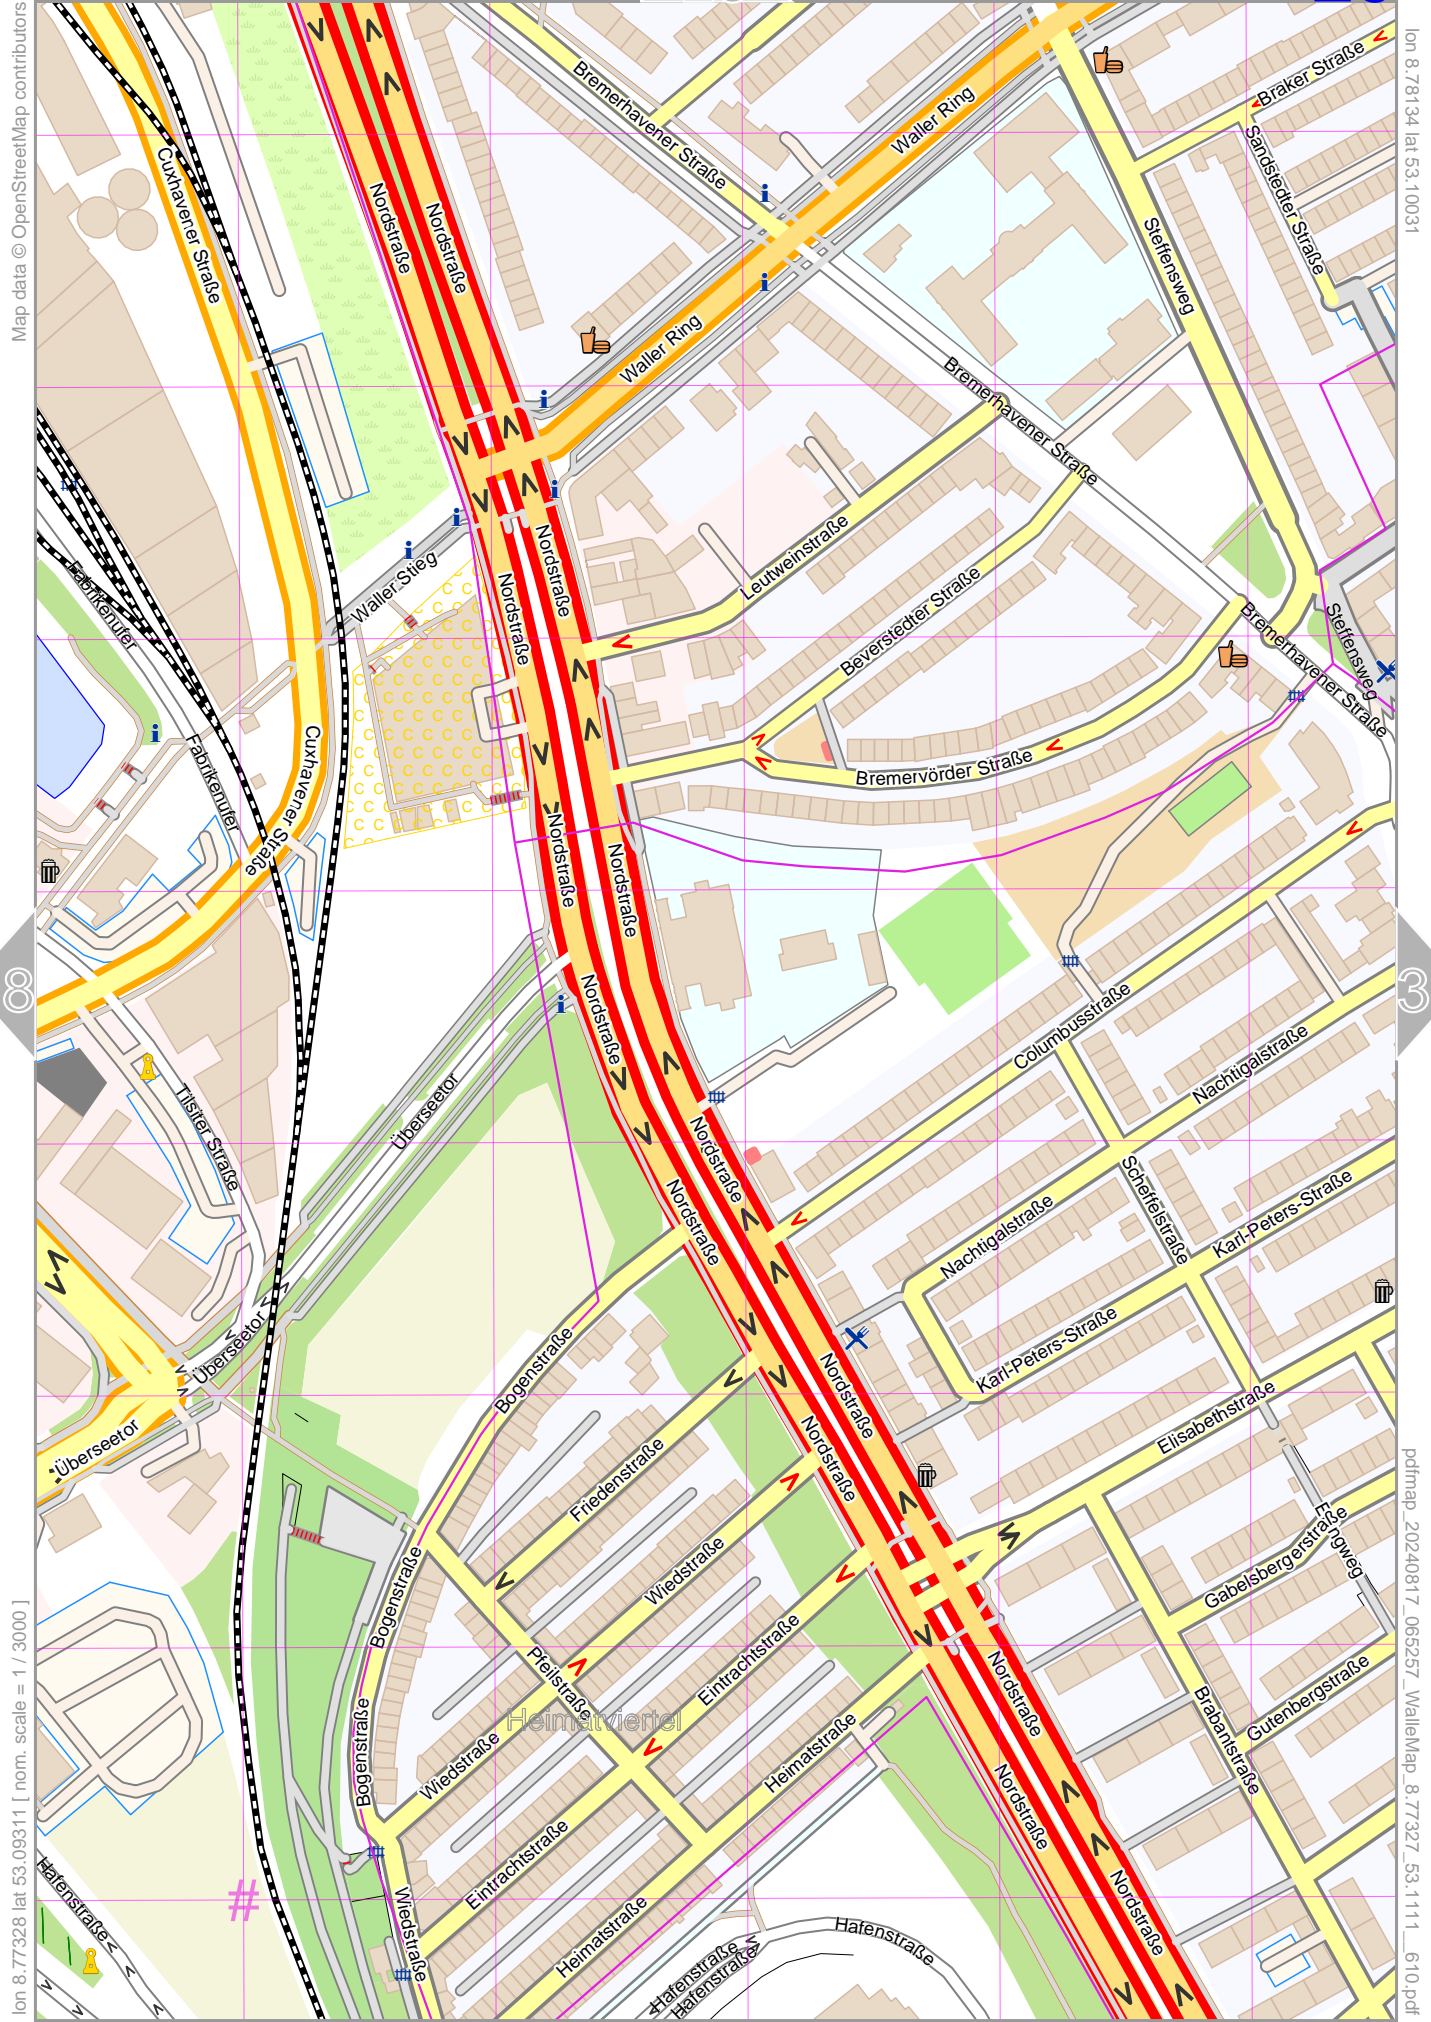 Map data © OpenStreetMap contributors
lon 8.78134 lat 53.10031
Bremerhavener Straße
Waller Ring
Braker Straße
Sandstedter Straße
Cuxhavener Straße
Nordstraße
Nordstraße
Steffensweg
Waller Ring
Bremerhavener Straße
Nordstraße
Nordstraße
Leutweinstraße
Waller Stieg
Fabrikenufer
Beverstedter Straße
Bremerhavener Straße
Steffensweg
Fabrikenufer
Cuxhavener Straße
Bremervörder Straße
Nordstraße
Nordstraße
8
3
Nordstraße
Columbusstraße
Nachtigalstraße
Tilsiter Straße
Überseetor
Nordstraße
Nordstraße
Scheffelstraße
Nachtigalstraße
Karl-Peters-Straße
Überseetor
Karl-Peters-Straße
Bogenstraße
Nordstraße
Nordstraße
Elisabethstraße
Überseetor
Friedenstraße
Gabelsbergerstraße
Bogenstraße
Wiedstraße
Eintrachtstraße
Pfeilstraße
Heimatviertel
Nordstraße
Brabantstraße
Gutenbergstraße
Bogenstraße
Wiedstraße
Heimatstraße
Nordstraße
Eintrachtstraße
Nordstraße
Hafenstraße
#
Wiedstraße
Heimatstraße
Hafenstraße
Hafenstraße
Hafenstraße
lon 8.77328 lat 53.09311 [ nom. scale = 1 / 3000 ]
pdfmap_20240817_065257_WalleMap_8.77327_53.1111__610.pdf